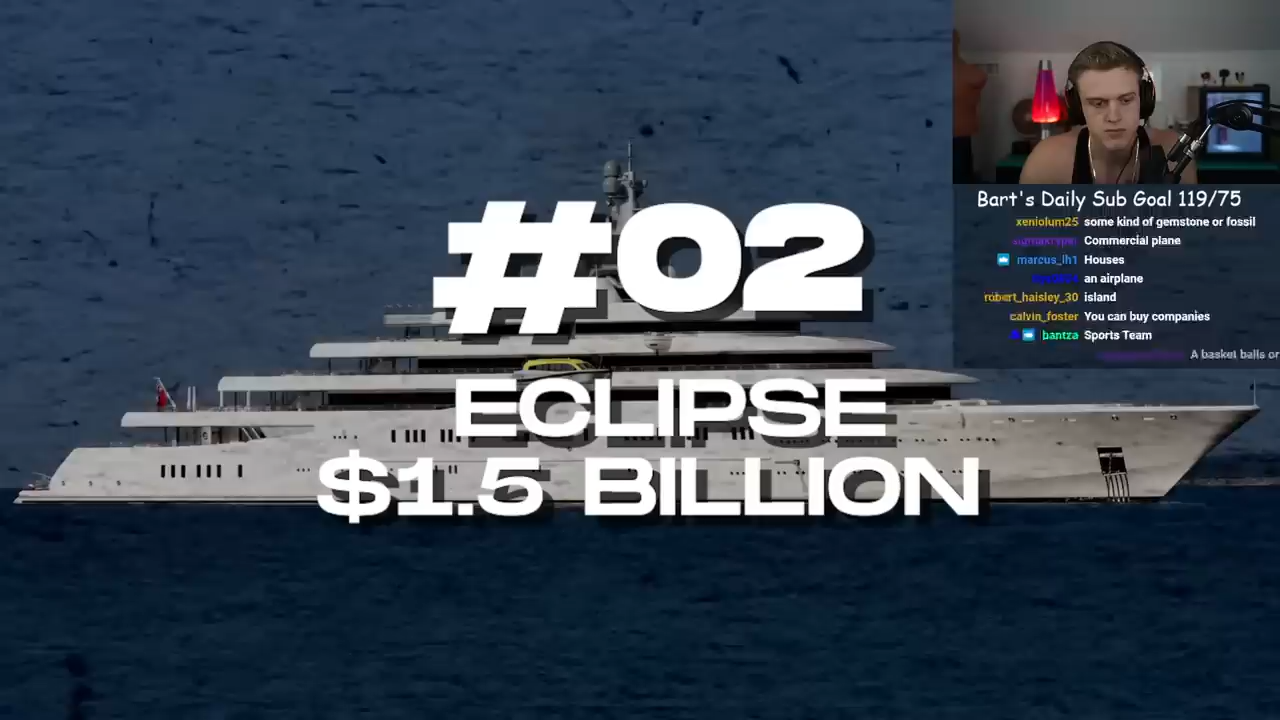 #02
ECLIPSE
$1.5 BILLION
Bart's Daily Sub Goal 119/75
xeniolum25 some kind of gemstone or fossil
Commercial plane
marcus_lh1 Houses
an airplane
robert_haisley_30 island
calvin_foster You can buy companies
bantza Sports Team
A basket balls or